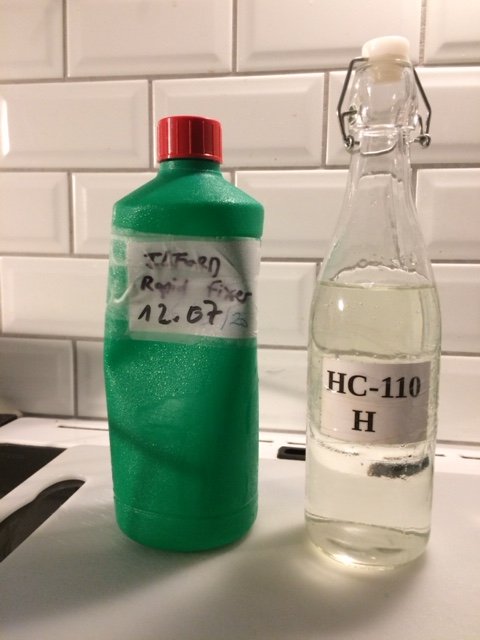 ILFORD
Rapid Fixer
12.07/23
HC-110
H